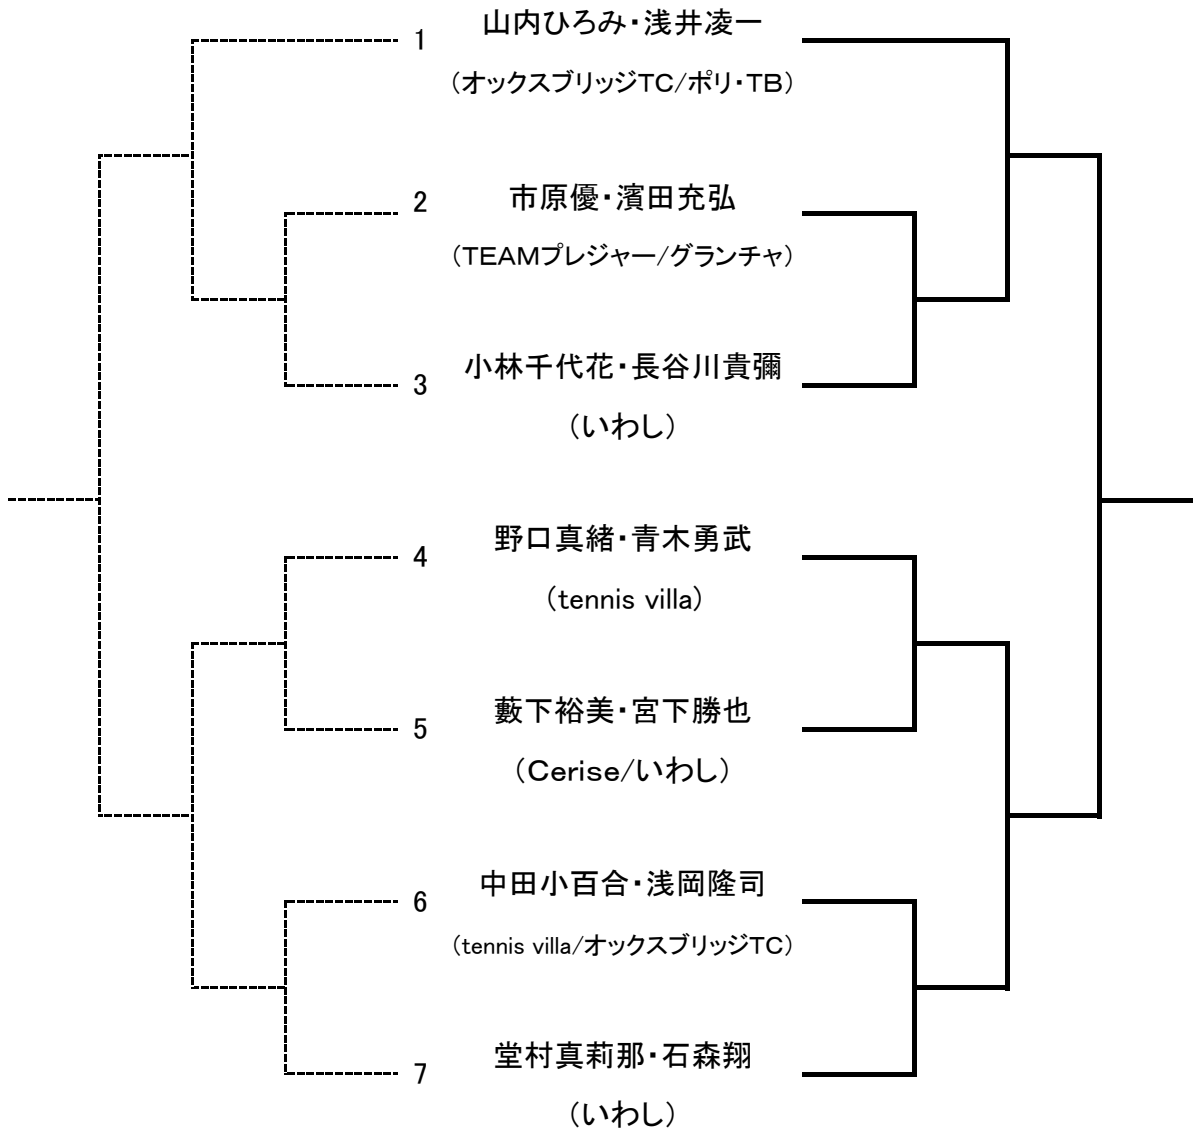 1 山内ひろみ・浅井凌一
(オックスブリッジTC/ポリ・TB)
2 市原優・濱田充弘
(TEAMプレジャー/グランチャ)
3 小林千代花・長谷川貴彌
(いわし)
4 野口真緒・青木勇武
(tennis villa)
5 藪下裕美・宮下勝也
(Cerise/いわし)
6 中田小百合・浅岡隆司
(tennis villa/オックスブリッジTC)
7 堂村真莉那・石森翔
(いわし)